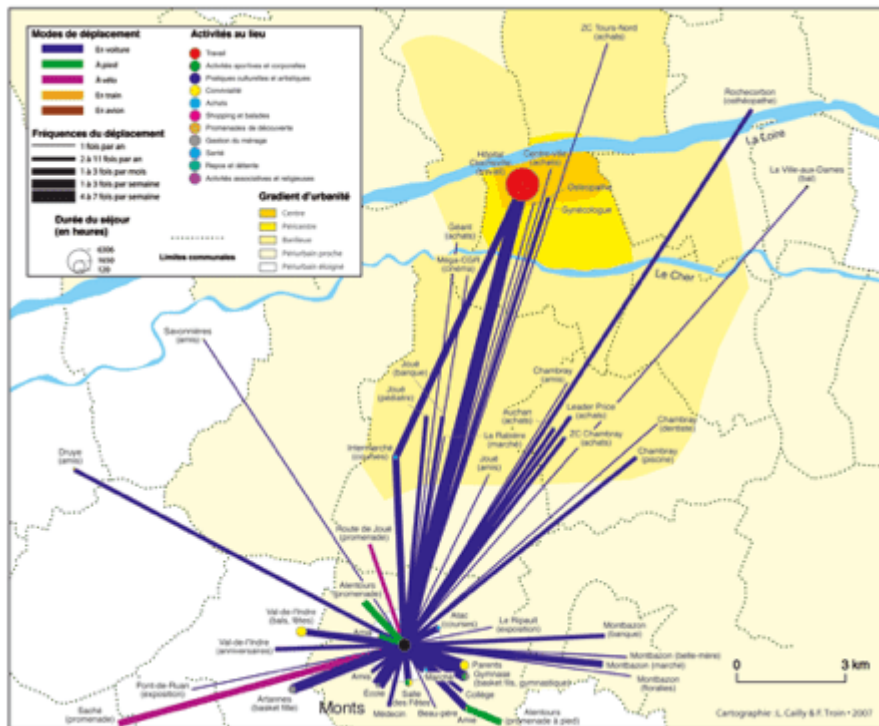 Modes de déplacement
En voiture
A pied
A vélo
En train
En avion
Fréquences du déplacement
1 fois par an
2 à 11 fois par an
1 à 3 fois par mois
1 à 3 fois par semaine
4 à 7 fois par semaine
Durée du séjour
(en heures)
6306
1650
120
Activités au lieu
Travail
Activités sportives et corporelles
Pratiques culturelles et artistiques
Convivialité
Achats
Shopping et balades
Promenades de découverte
Gestion du ménage
Santé
Repos et détente
Activités associatives et religieuses
Gradient d'urbanité
Centre
Péricentre
Banlieue
Périurbain proche
Périurbain éloigné
Limites communales
ZC Tours-Nord
(achats)
Rochecorbon
(osthéopathe)
La Loire
La Ville-aux-Dames
(bal)
Hôpital
(travail)
Centre-ville
(achats)
Ostéopathe
Gynécologue
Géant
(achats)
Méga CGR
(cinéma)
Le Cher
Savonnières
(amis)
Joué
(banque)
Joué
(pédiatre)
Chambray
(amis)
Auchan
(achats)
Leader Price
(achats)
La Rabière
(marché)
ZC Chambray
(achats)
Chambray
(dentiste)
Chambray
(piscine)
Joué
(amis)
Intermarché
(courses)
Druye
(amis)
Route de Joué
(promenade)
Alentours
(promenade)
Val-de-l'Indre
(bals, fêtes)
Amis
Atac
(courses)
Le Ripault
(exposition)
Montbazon
(banque)
Val-de-l'Indre
(anniversaires)
Montbazon (belle-mère)
Montbazon (marché)
Montbazon
(floralies)
Pont-de-Ruan
(exposition)
Artannes
(basket fille)
Saché
(promenade)
Amis
École
Monts
Médecin
Salle
des Fêtes
Beau-père
Marché
Parents
Gymnase
(basket fils, gymnastique)
Collège
Amie
Alentours
(promenade à pied)
0 3 km
Cartographie : L. Cailly & F. Troin • 2007